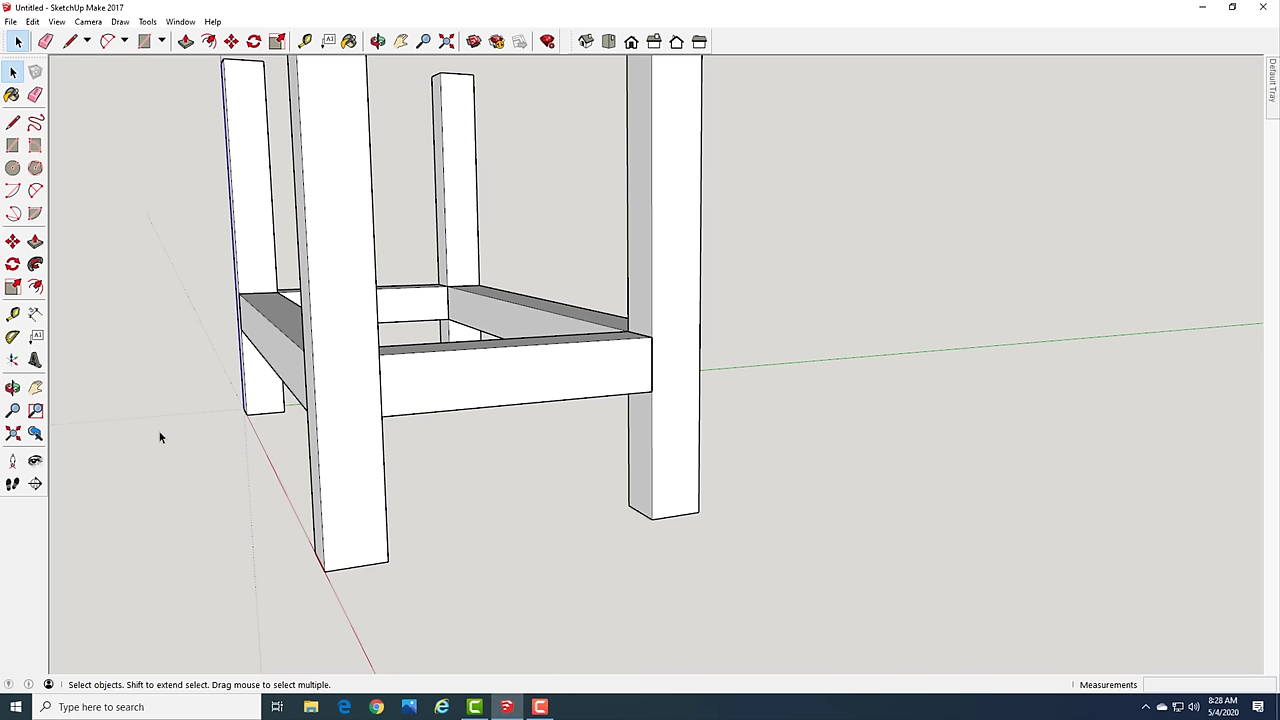 Untitled - SketchUp Make 2017
File Edit View Camera Draw Tools Window Help
Default Tray
Select objects. Shift to extend select. Drag mouse to select multiple.
Measurements
Type here to search
8:28 AM
5/4/2020